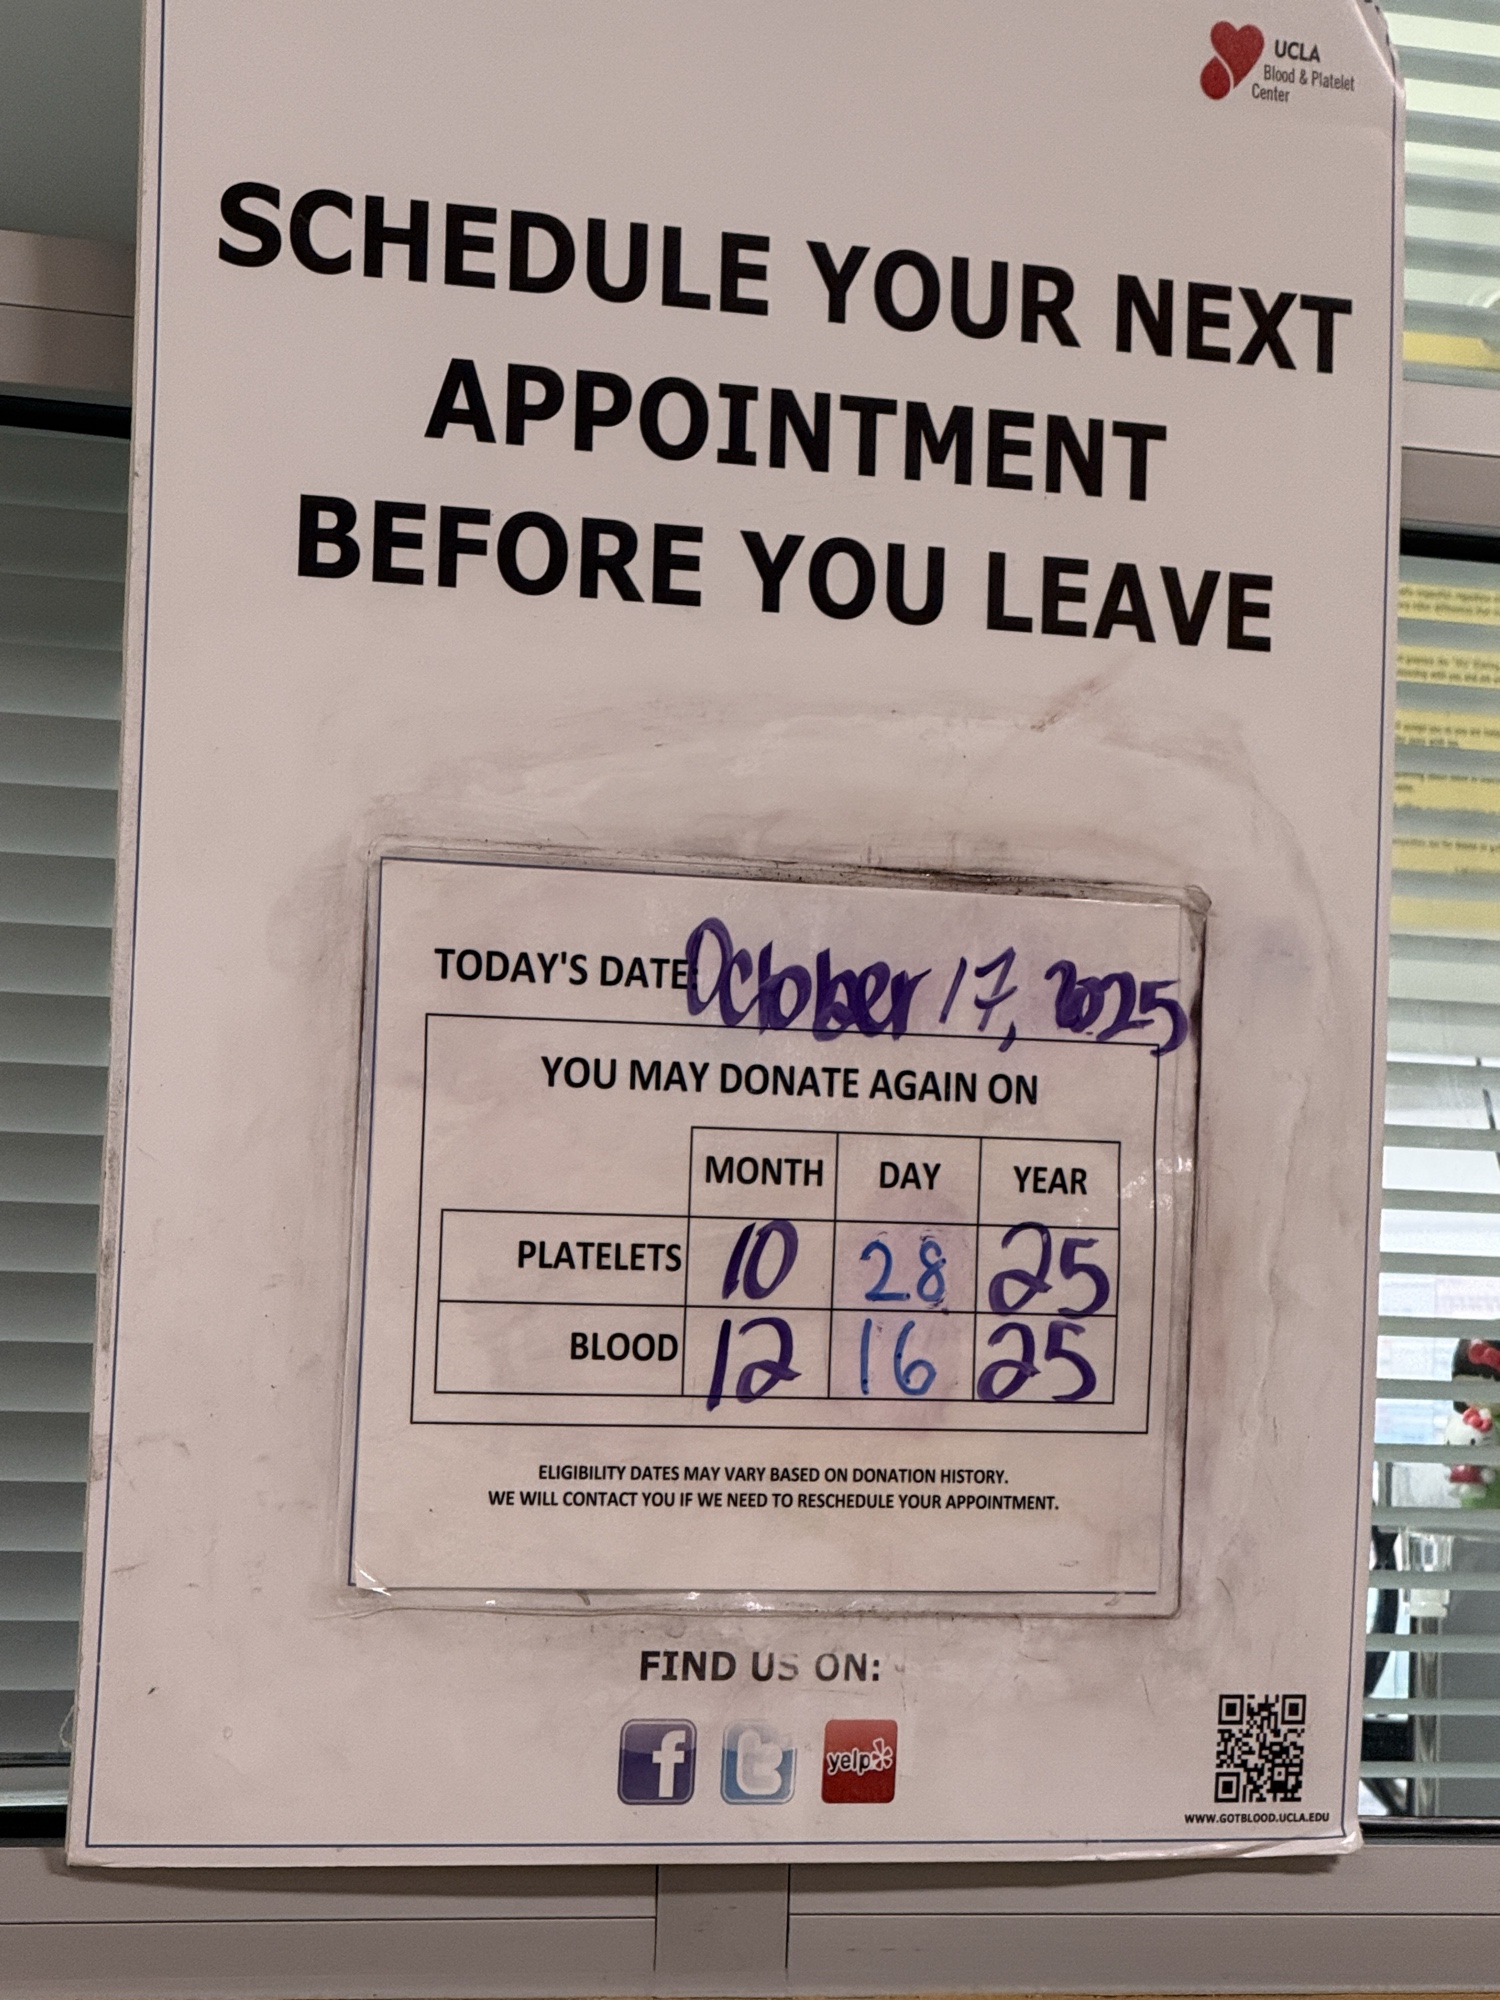 UCLA
Blood & Platelet
Center
SCHEDULE YOUR NEXT
APPOINTMENT
BEFORE YOU LEAVE
TODAY'S DATE: October 17, 2025
YOU MAY DONATE AGAIN ON
MONTH DAY YEAR
PLATELETS 10 28 25
BLOOD 12 16 25
ELIGIBILITY DATES MAY VARY BASED ON DONATION HISTORY.
WE WILL CONTACT YOU IF WE NEED TO RESCHEDULE YOUR APPOINTMENT.
FIND US ON:
f t yelp
WWW.GOTBLOOD.UCLA.EDU